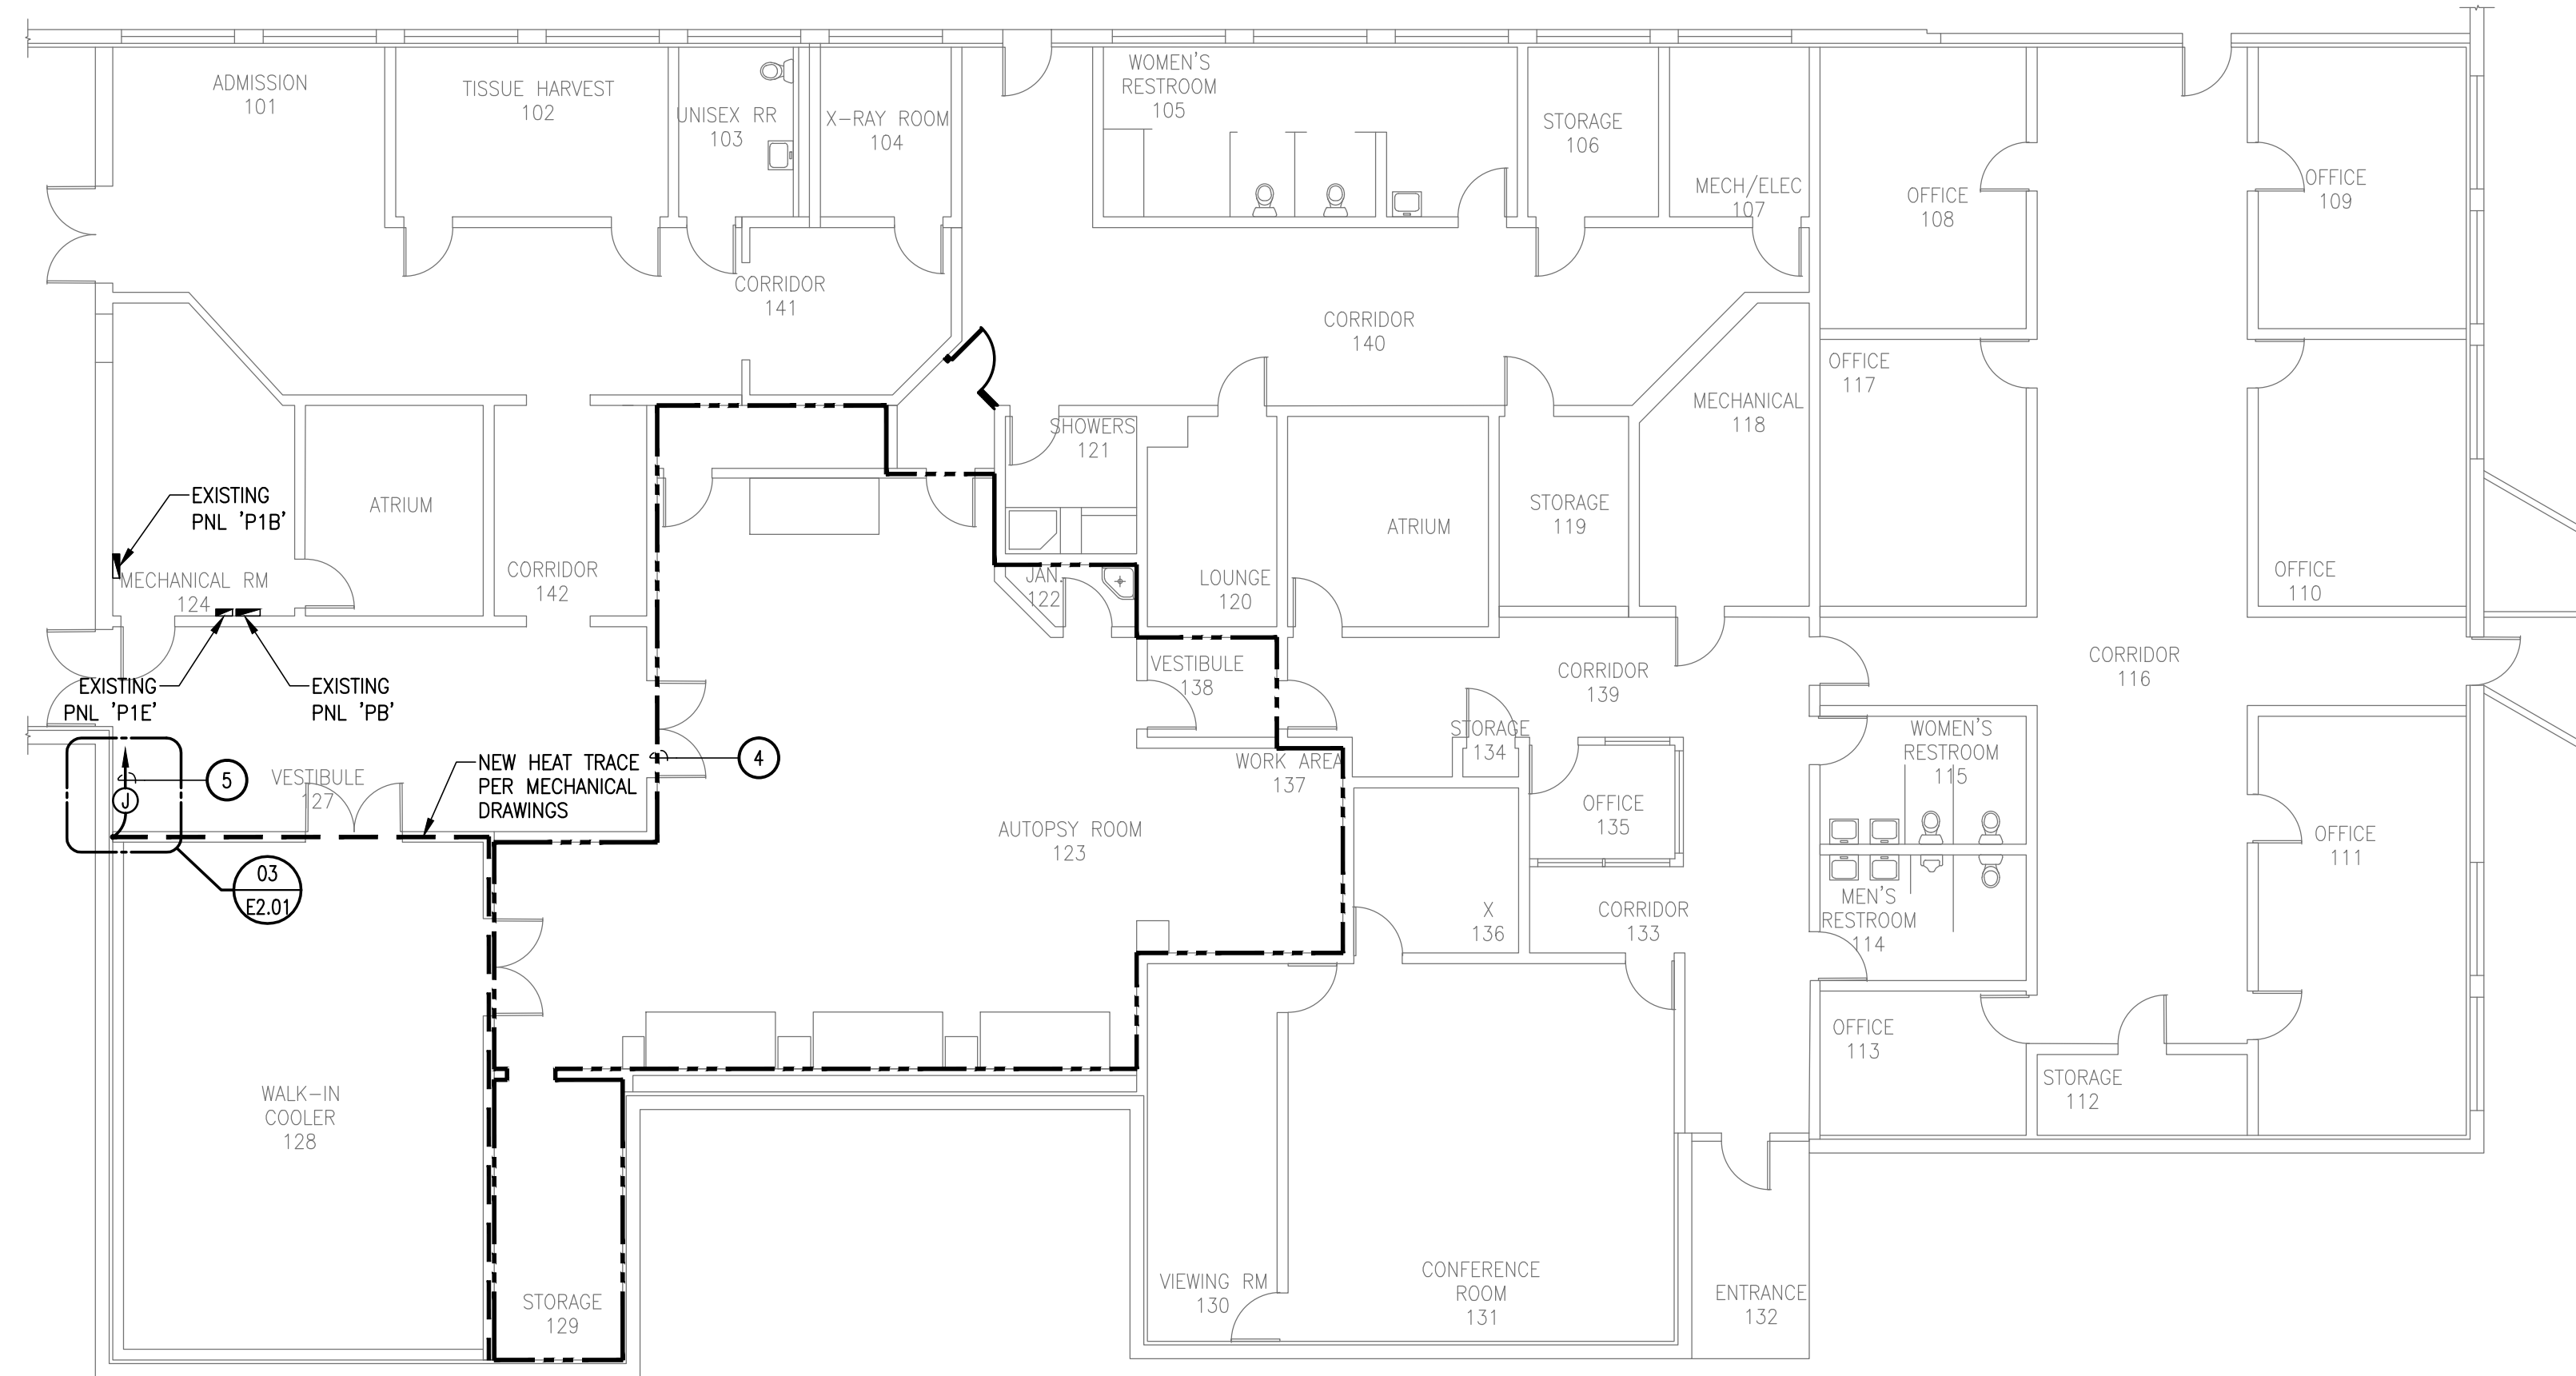 ADMISSION
101
TISSUE HARVEST
102
UNISEX RR
103
X-RAY ROOM
104
WOMEN'S
RESTROOM
105
STORAGE
106
MECH/ELEC
107
OFFICE
108
OFFICE
109
CORRIDOR
141
CORRIDOR
140
OFFICE
117
MECHANICAL
118
SHOWERS
121
EXISTING
PNL 'P1B'
ATRIUM
ATRIUM
STORAGE
119
MECHANICAL RM
124
CORRIDOR
142
JAN.
122
LOUNGE
120
OFFICE
110
EXISTING
PNL 'P1E'
EXISTING
PNL 'PB'
VESTIBULE
138
CORRIDOR
139
CORRIDOR
116
STORAGE
134
WOMEN'S
RESTROOM
115
5
J
VESTIBULE
127
NEW HEAT TRACE
PER MECHANICAL
DRAWINGS
4
WORK AREA
137
OFFICE
135
AUTOPSY ROOM
123
OFFICE
111
03
E2.01
X
136
CORRIDOR
133
MEN'S
RESTROOM
114
OFFICE
113
STORAGE
112
WALK-IN
COOLER
128
STORAGE
129
VIEWING RM
130
CONFERENCE
ROOM
131
ENTRANCE
132